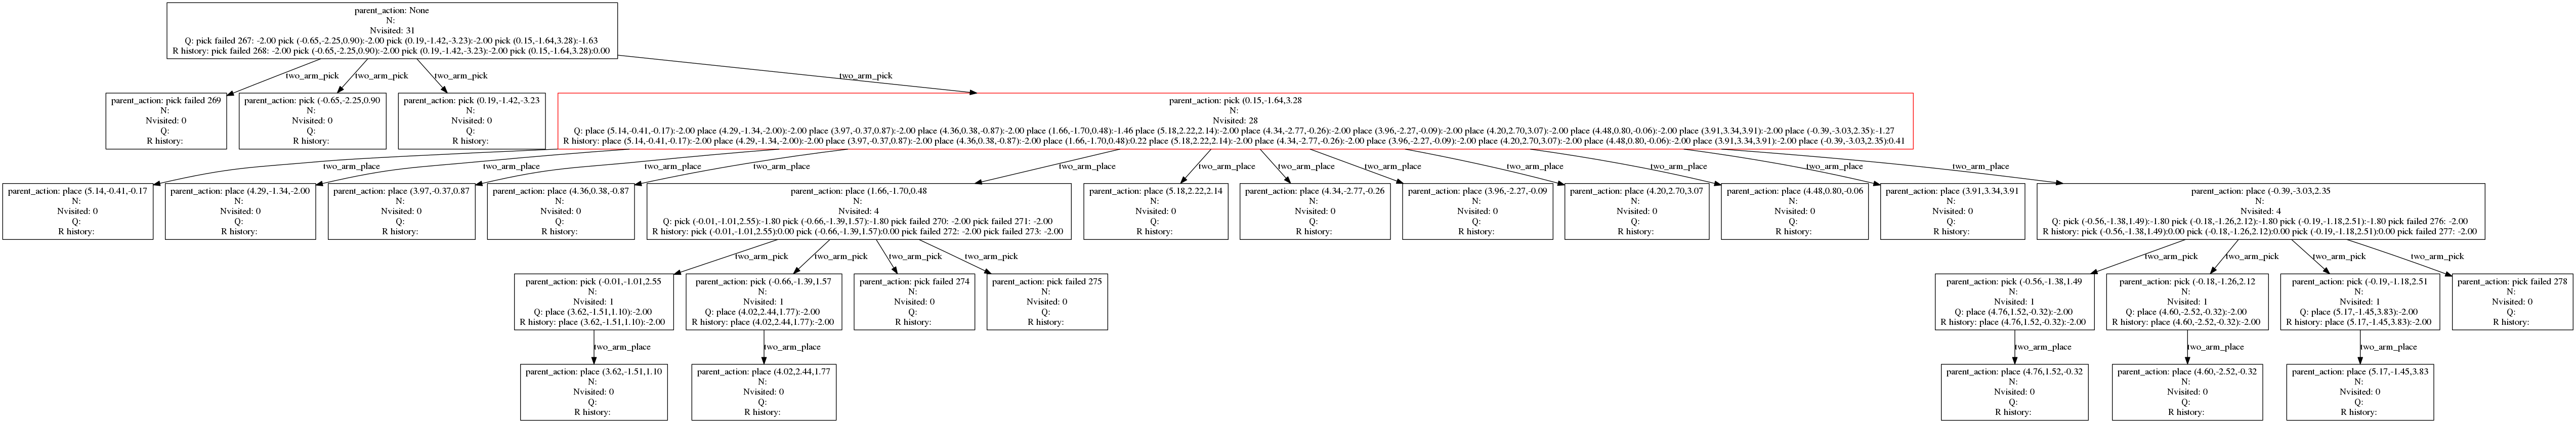 parent_action: None
N:
Nvisited: 31
Q: pick failed 267: -2.00 pick (-0.65,-2.25,0.90):-2.00 pick (0.19,-1.42,-3.23):-2.00 pick (0.15,-1.64,3.28):-1.63
R history: pick failed 268: -2.00 pick (-0.65,-2.25,0.90):-2.00 pick (0.19,-1.42,-3.23):-2.00 pick (0.15,-1.64,3.28):0.00
two_arm_pick
two_arm_pick
two_arm_pick
two_arm_pick
parent_action: pick failed 269
N:
Nvisited: 0
Q:
R history:
parent_action: pick (-0.65,-2.25,0.90
N:
Nvisited: 0
Q:
R history:
parent_action: pick (0.19,-1.42,-3.23
N:
Nvisited: 0
Q:
R history:
parent_action: pick (0.15,-1.64,3.28
N:
Nvisited: 28
Q: place (5.14,-0.41,-0.17):-2.00 place (4.29,-1.34,-2.00):-2.00 place (3.97,-0.37,0.87):-2.00 place (4.36,0.38,-0.87):-2.00 place (1.66,-1.70,0.48):-1.46 place (5.18,2.22,2.14):-2.00 place (4.34,-2.77,-0.26):-2.00 place (3.96,-2.27,-0.09):-2.00 place (4.20,2.70,3.07):-2.00 place (4.48,0.80,-0.06):-2.00 place (3.91,3.34,3.91):-2.00 place (-0.39,-3.03,2.35):-1.27
R history: place (5.14,-0.41,-0.17):-2.00 place (4.29,-1.34,-2.00):-2.00 place (3.97,-0.37,0.87):-2.00 place (4.36,0.38,-0.87):-2.00 place (1.66,-1.70,0.48):0.22 place (5.18,2.22,2.14):-2.00 place (4.34,-2.77,-0.26):-2.00 place (3.96,-2.27,-0.09):-2.00 place (4.20,2.70,3.07):-2.00 place (4.48,0.80,-0.06):-2.00 place (3.91,3.34,3.91):-2.00 place (-0.39,-3.03,2.35):0.41
two_arm_place
two_arm_place
two_arm_place
two_arm_place
two_arm_place
two_arm_place
two_arm_place
two_arm_place
two_arm_place
two_arm_place
two_arm_place
two_arm_place
parent_action: place (5.14,-0.41,-0.17
N:
Nvisited: 0
Q:
R history:
parent_action: place (4.29,-1.34,-2.00
N:
Nvisited: 0
Q:
R history:
parent_action: place (3.97,-0.37,0.87
N:
Nvisited: 0
Q:
R history:
parent_action: place (4.36,0.38,-0.87
N:
Nvisited: 0
Q:
R history:
parent_action: place (1.66,-1.70,0.48
N:
Nvisited: 4
Q: pick (-0.01,-1.01,2.55):-1.80 pick (-0.66,-1.39,1.57):-1.80 pick failed 270: -2.00 pick failed 271: -2.00
R history: pick (-0.01,-1.01,2.55):0.00 pick (-0.66,-1.39,1.57):0.00 pick failed 272: -2.00 pick failed 273: -2.00
parent_action: place (5.18,2.22,2.14
N:
Nvisited: 0
Q:
R history:
parent_action: place (4.34,-2.77,-0.26
N:
Nvisited: 0
Q:
R history:
parent_action: place (3.96,-2.27,-0.09
N:
Nvisited: 0
Q:
R history:
parent_action: place (4.20,2.70,3.07
N:
Nvisited: 0
Q:
R history:
parent_action: place (4.48,0.80,-0.06
N:
Nvisited: 0
Q:
R history:
parent_action: place (3.91,3.34,3.91
N:
Nvisited: 0
Q:
R history:
parent_action: place (-0.39,-3.03,2.35
N:
Nvisited: 4
Q: pick (-0.56,-1.38,1.49):-1.80 pick (-0.18,-1.26,2.12):-1.80 pick (-0.19,-1.18,2.51):-1.80 pick failed 276: -2.00
R history: pick (-0.56,-1.38,1.49):0.00 pick (-0.18,-1.26,2.12):0.00 pick (-0.19,-1.18,2.51):0.00 pick failed 277: -2.00
two_arm_pick
two_arm_pick
two_arm_pick
two_arm_pick
two_arm_pick
two_arm_pick
two_arm_pick
two_arm_pick
parent_action: pick (-0.01,-1.01,2.55
N:
Nvisited: 1
Q: place (3.62,-1.51,1.10):-2.00
R history: place (3.62,-1.51,1.10):-2.00
parent_action: pick (-0.66,-1.39,1.57
N:
Nvisited: 1
Q: place (4.02,2.44,1.77):-2.00
R history: place (4.02,2.44,1.77):-2.00
parent_action: pick failed 274
N:
Nvisited: 0
Q:
R history:
parent_action: pick failed 275
N:
Nvisited: 0
Q:
R history:
parent_action: pick (-0.56,-1.38,1.49
N:
Nvisited: 1
Q: place (4.76,1.52,-0.32):-2.00
R history: place (4.76,1.52,-0.32):-2.00
parent_action: pick (-0.18,-1.26,2.12
N:
Nvisited: 1
Q: place (4.60,-2.52,-0.32):-2.00
R history: place (4.60,-2.52,-0.32):-2.00
parent_action: pick (-0.19,-1.18,2.51
N:
Nvisited: 1
Q: place (5.17,-1.45,3.83):-2.00
R history: place (5.17,-1.45,3.83):-2.00
parent_action: pick failed 278
N:
Nvisited: 0
Q:
R history:
two_arm_place
two_arm_place
two_arm_place
two_arm_place
two_arm_place
parent_action: place (3.62,-1.51,1.10
N:
Nvisited: 0
Q:
R history:
parent_action: place (4.02,2.44,1.77
N:
Nvisited: 0
Q:
R history:
parent_action: place (4.76,1.52,-0.32
N:
Nvisited: 0
Q:
R history:
parent_action: place (4.60,-2.52,-0.32
N:
Nvisited: 0
Q:
R history:
parent_action: place (5.17,-1.45,3.83
N:
Nvisited: 0
Q:
R history: